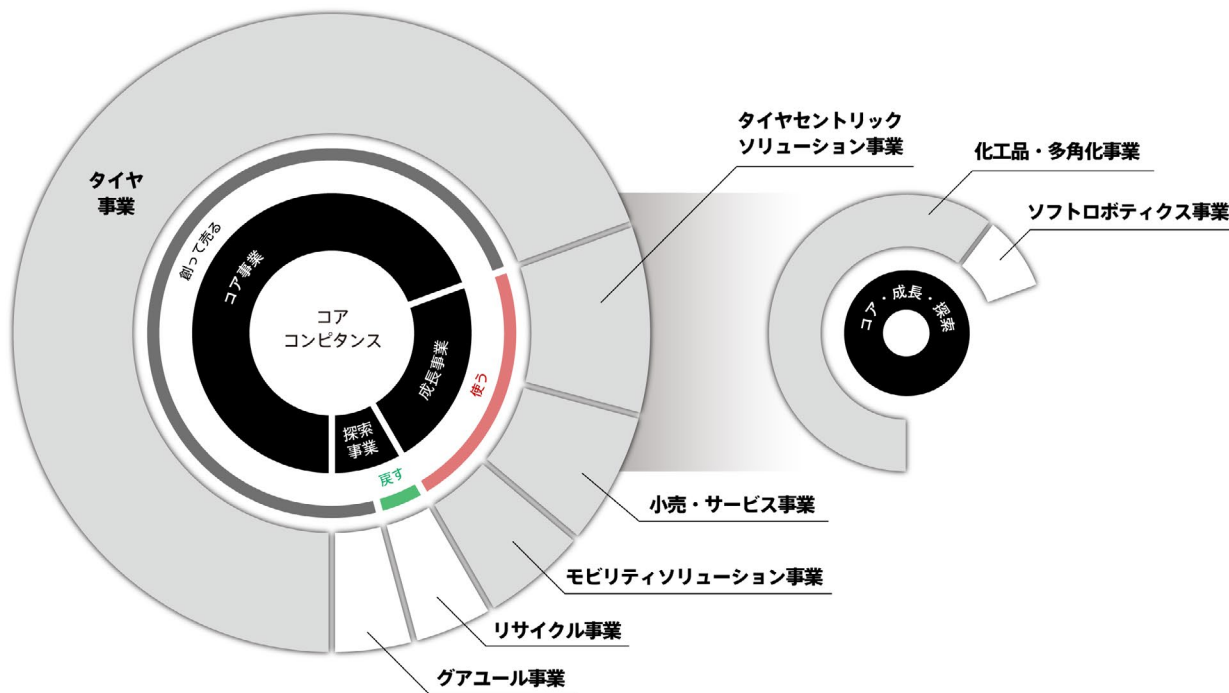 タイヤ
事業
創って売る
コア事業
コア
コンピタンス
成長事業
探索
事業
使う
戻す
タイヤセントリック
ソリューション事業
小売・サービス事業
モビリティソリューション事業
リサイクル事業
グアユール事業
化工品・多角化事業
ソフトロボティクス事業
コア・成長・探索